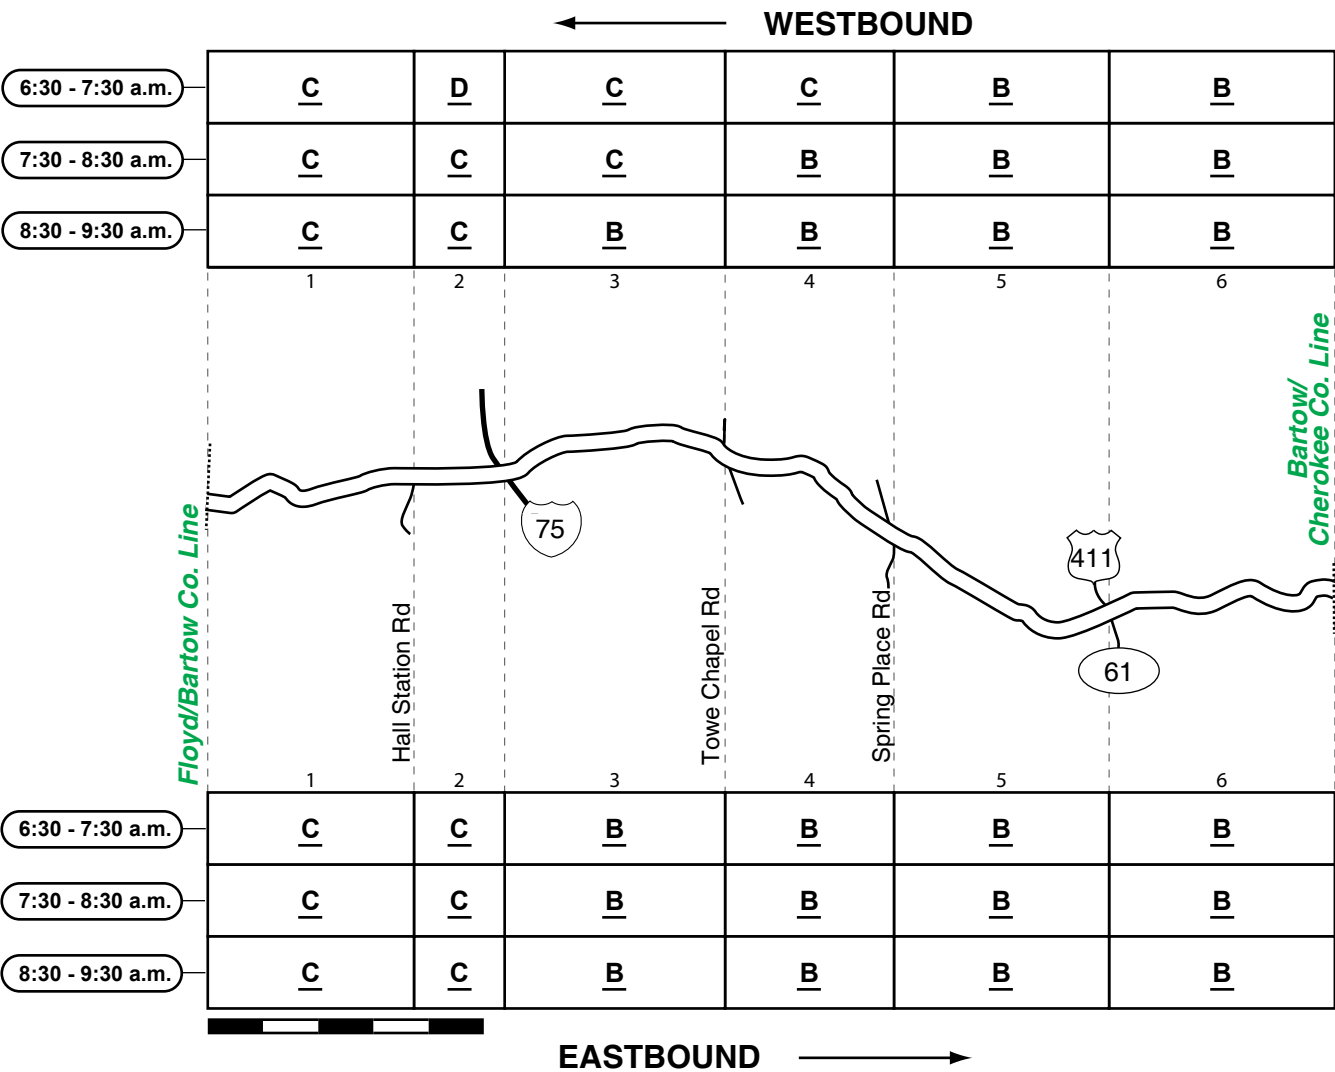 WESTBOUND
6:30 - 7:30 a.m. C D C C B B
7:30 - 8:30 a.m. C C C B B B
8:30 - 9:30 a.m. C C B B B B
1 2 3 4 5 6
Bartow/
Cherokee Co. Line
75
411
Floyd/Bartow Co. Line
Hall Station Rd
Towe Chapel Rd
Spring Place Rd
61
1 2 3 4 5 6
6:30 - 7:30 a.m. C C B B B B
7:30 - 8:30 a.m. C C B B B B
8:30 - 9:30 a.m. C C B B B B
EASTBOUND